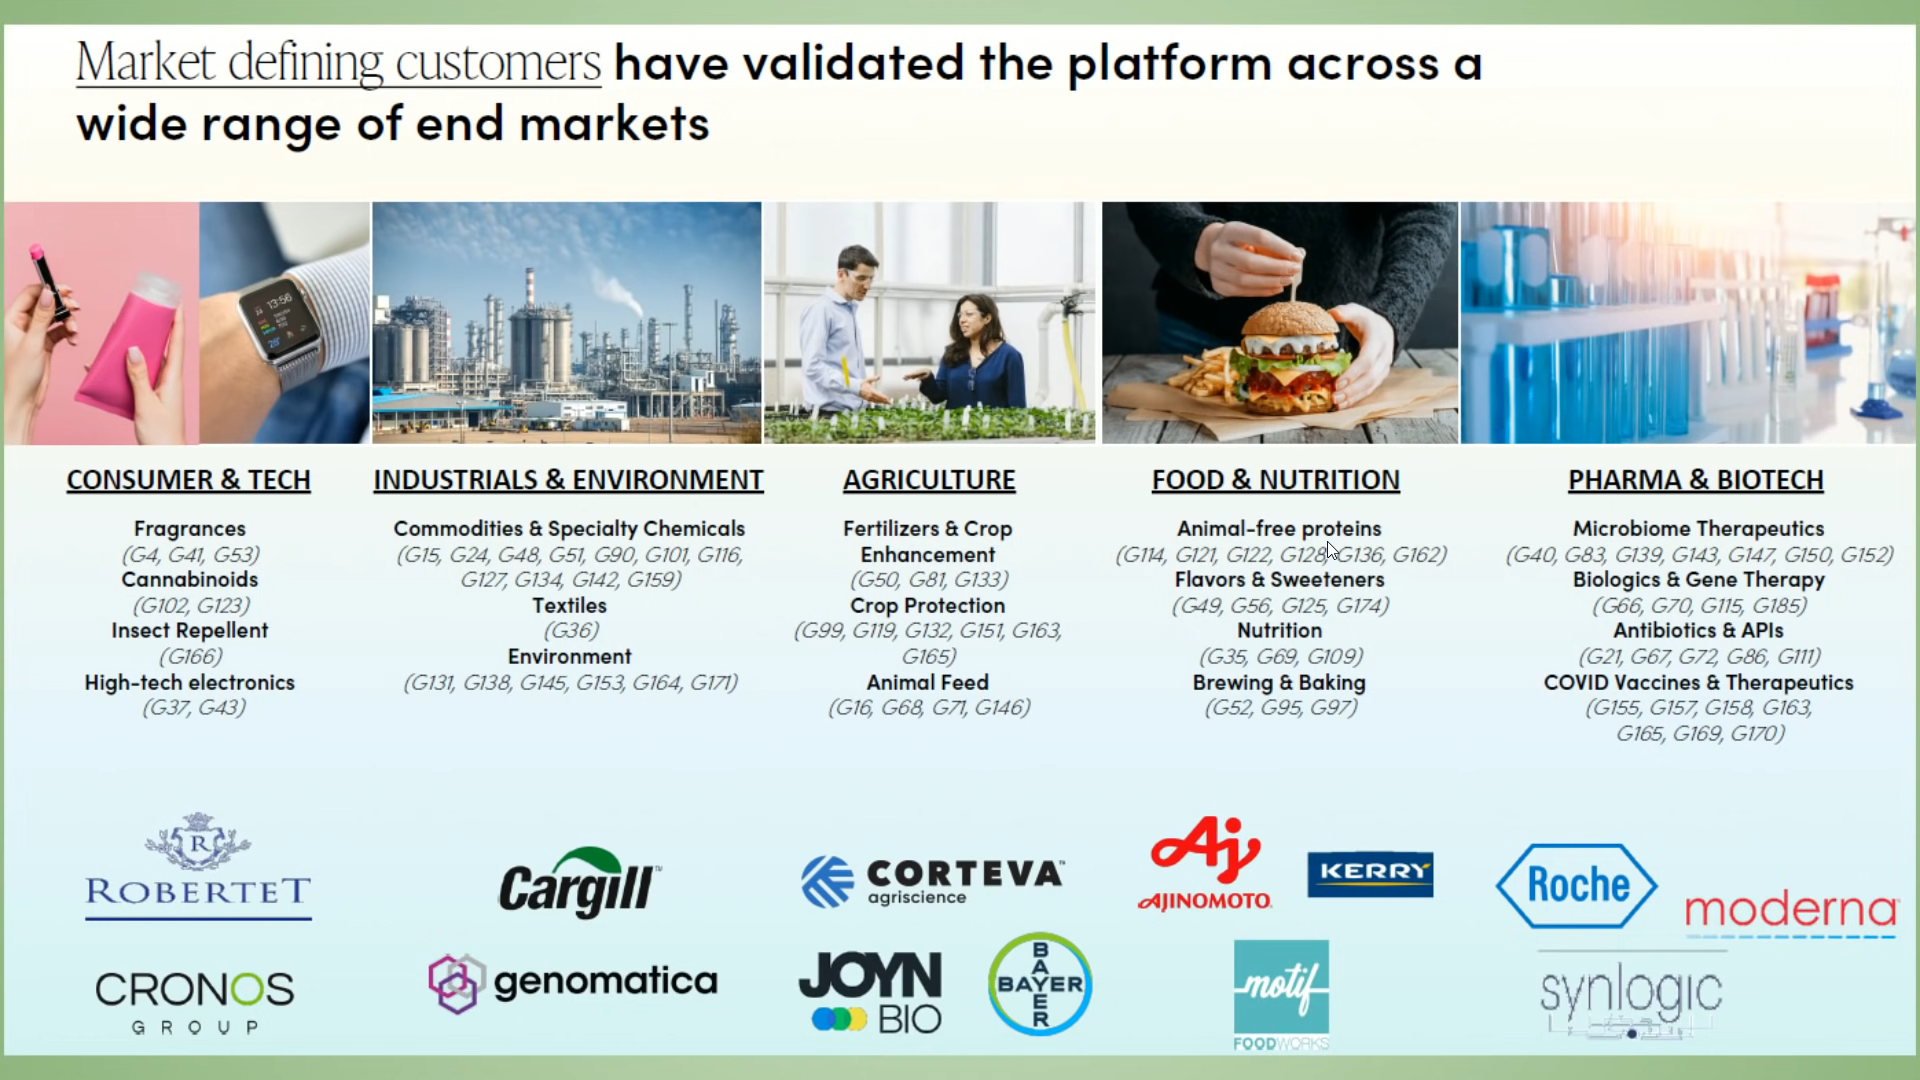 Market defining customers have validated the platform across a
wide range of end markets
13:56
CONSUMER & TECH
Fragrances
(G4, G41, G53)
Cannabinoids
(G102, G123)
Insect Repellent
(G166)
High-tech electronics
(G37, G43)
INDUSTRIALS & ENVIRONMENT
Commodities & Specialty Chemicals
(G15, G24, G48, G51, G90, G101, G116,
G127, G134, G142, G159)
Textiles
(G36)
Environment
(G131, G138, G145, G153, G164, G171)
AGRICULTURE
Fertilizers & Crop
Enhancement
(G50, G81, G133)
Crop Protection
(G99, G119, G132, G151, G163,
G165)
Animal Feed
(G16, G68, G71, G146)
FOOD & NUTRITION
Animal-free proteins
(G114, G121, G122, G128, G136, G162)
Flavors & Sweeteners
(G49, G56, G125, G174)
Nutrition
(G35, G69, G109)
Brewing & Baking
(G52, G95, G97)
PHARMA & BIOTECH
Microbiome Therapeutics
(G40, G83, G139, G143, G147, G150, G152)
Biologics & Gene Therapy
(G66, G70, G115, G185)
Antibiotics & APIs
(G21, G67, G72, G86, G111)
COVID Vaccines & Therapeutics
(G155, G157, G158, G163,
G165, G169, G170)
R
ROBERTET
CRONOS
GROUP
Cargill™
genomatica
CORTEVA™
agriscience
JOYN
BIO
BAYER
BAYER
Aj
AJINOMOTO
KERRY
motif
FOODWORKS
Roche
moderna
synlogic